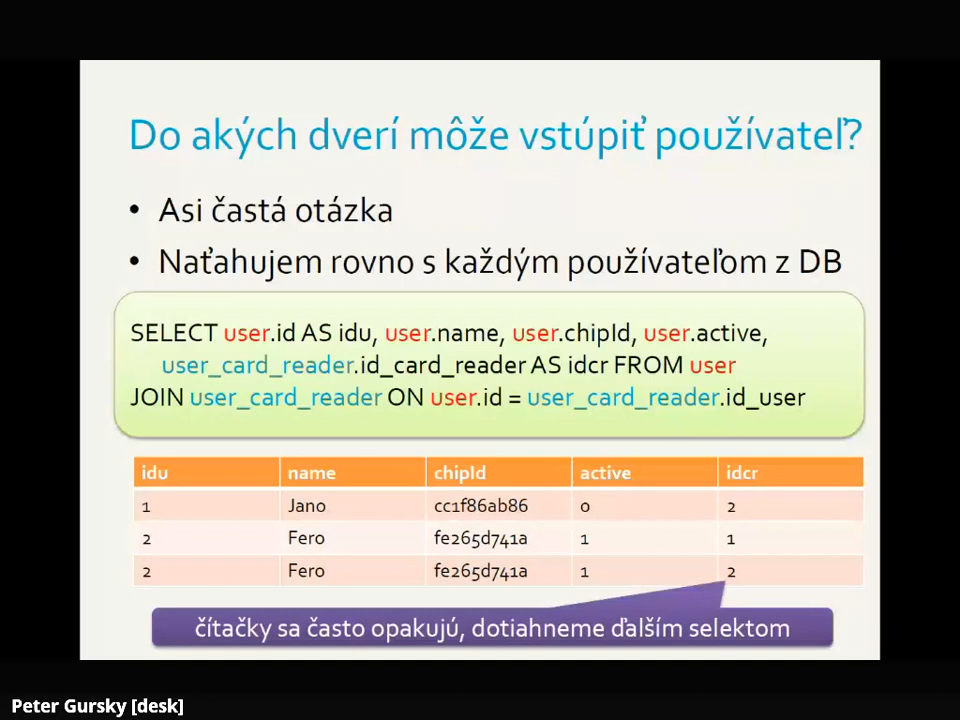 Do akých dverí môže vstúpiť používateľ?
• Asi častá otázka
• Naťahujem rovno s každým používateľom z DB
SELECT user.id AS idu, user.name, user.chipId, user.active,
user_card_reader.id_card_reader AS idcr FROM user
JOIN user_card_reader ON user.id = user_card_reader.id_user
idu name chipId active idcr
1 Jano cc1f86ab86 0 2
2 Fero fe265d741a 1 1
2 Fero fe265d741a 1 2
čítačky sa často opakujú, dotiahneme ďalším selektom
Peter Gursky [desk]